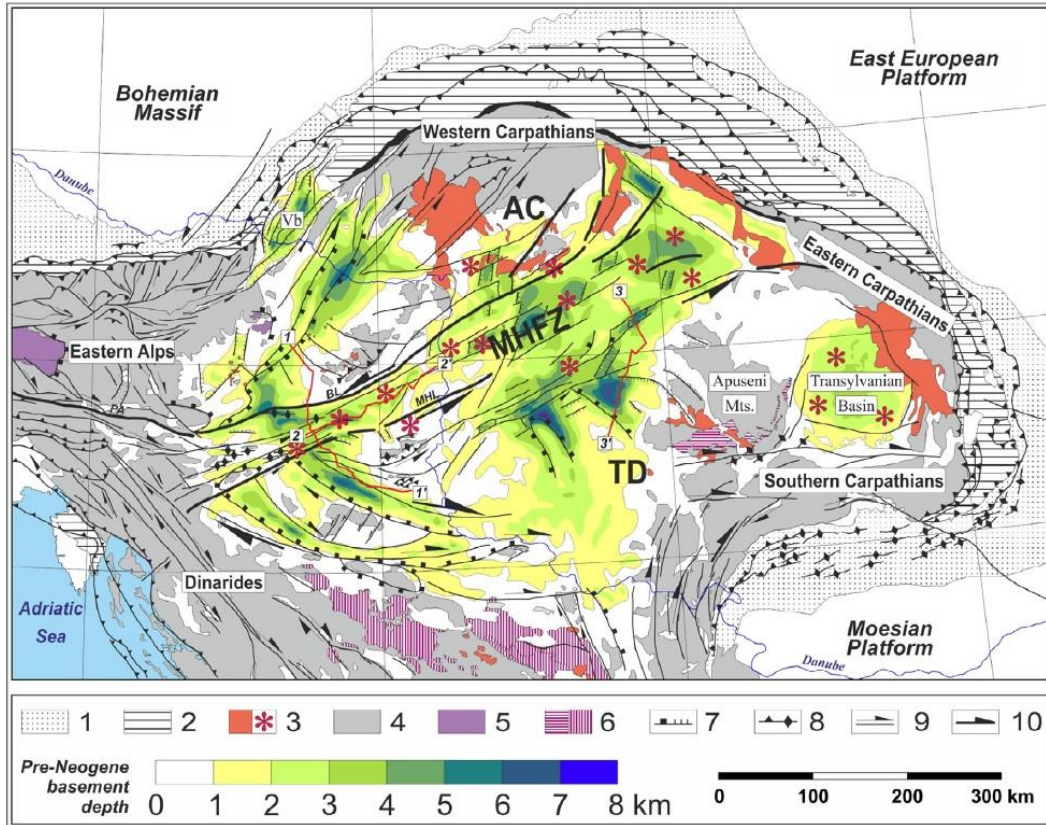 Bohemian
Massif
East European
Platform
Western Carpathians
Danube
Vb
AC
Eastern Carpathians
3
1
MHFZ
Eastern Alps
2'
BL
MHL
PA
Apuseni
Mts.
Transylvanian
Basin
2
3'
TD
1'
Southern Carpathians
Dinarides
Adriatic
Sea
Moesian
Platform
Danube
1 2 3 4 5 6 7 8 9 10
Pre-Neogene
basement
depth
0 1 2 3 4 5 6 7 8 km
0 100 200 300 km